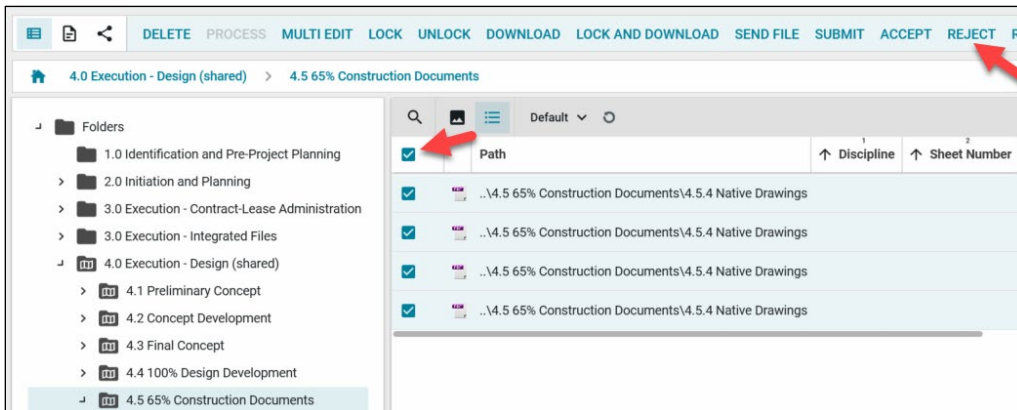 DELETE PROCESS MULTI EDIT LOCK UNLOCK DOWNLOAD LOCK AND DOWNLOAD SEND FILE SUBMIT ACCEPT REJECT
4.0 Execution - Design (shared) > 4.5 65% Construction Documents
Folders
1.0 Identification and Pre-Project Planning
2.0 Initiation and Planning
3.0 Execution - Contract-Lease Administration
3.0 Execution - Integrated Files
4.0 Execution - Design (shared)
4.1 Preliminary Concept
4.2 Concept Development
4.3 Final Concept
4.4 100% Design Development
4.5 65% Construction Documents
Default
Path 1 Discipline 2 Sheet Number
..\4.5 65% Construction Documents\4.5.4 Native Drawings
..\4.5 65% Construction Documents\4.5.4 Native Drawings
..\4.5 65% Construction Documents\4.5.4 Native Drawings
..\4.5 65% Construction Documents\4.5.4 Native Drawings